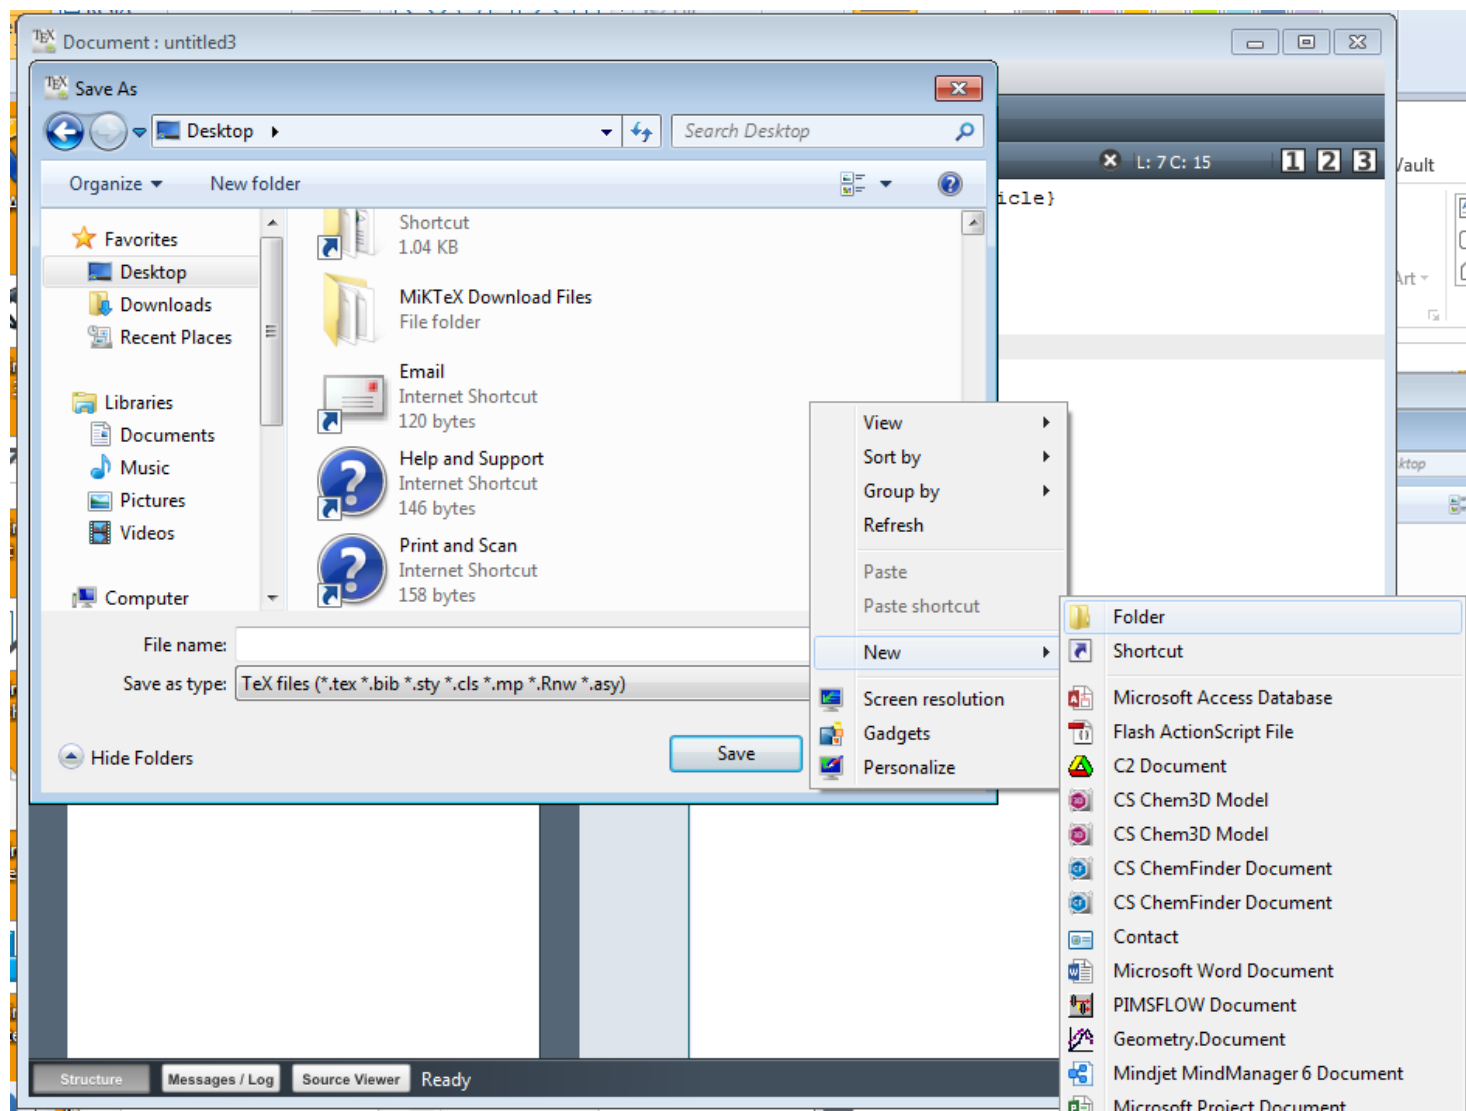 Document : untitled3
Save As
Desktop
Search Desktop
Organize
New folder
L: 7 C: 15
1 2 3
Vault
icle}
Favorites
Desktop
Downloads
Recent Places
Libraries
Documents
Music
Pictures
Videos
Computer
Shortcut
1.04 KB
MiKTeX Download Files
File folder
Email
Internet Shortcut
120 bytes
Help and Support
Internet Shortcut
146 bytes
Print and Scan
Internet Shortcut
158 bytes
Art
ktop
File name:
Save as type: TeX files (*.tex *.bib *.sty *.cls *.mp *.Rnw *.asy)
Hide Folders
Save
View
Sort by
Group by
Refresh
Paste
Paste shortcut
New
Screen resolution
Gadgets
Personalize
Folder
Shortcut
Microsoft Access Database
Flash ActionScript File
C2 Document
CS Chem3D Model
CS Chem3D Model
CS ChemFinder Document
CS ChemFinder Document
Contact
Microsoft Word Document
PIMSFLOW Document
Geometry.Document
Mindjet MindManager 6 Document
Microsoft Project Document
Structure
Messages / Log
Source Viewer
Ready